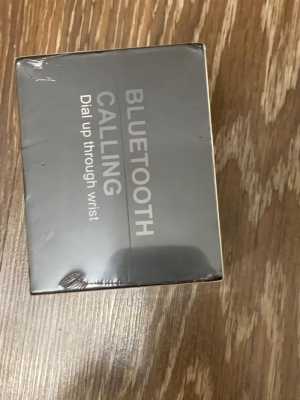 BLUETOOTH
CALLING
Dial up through wrist